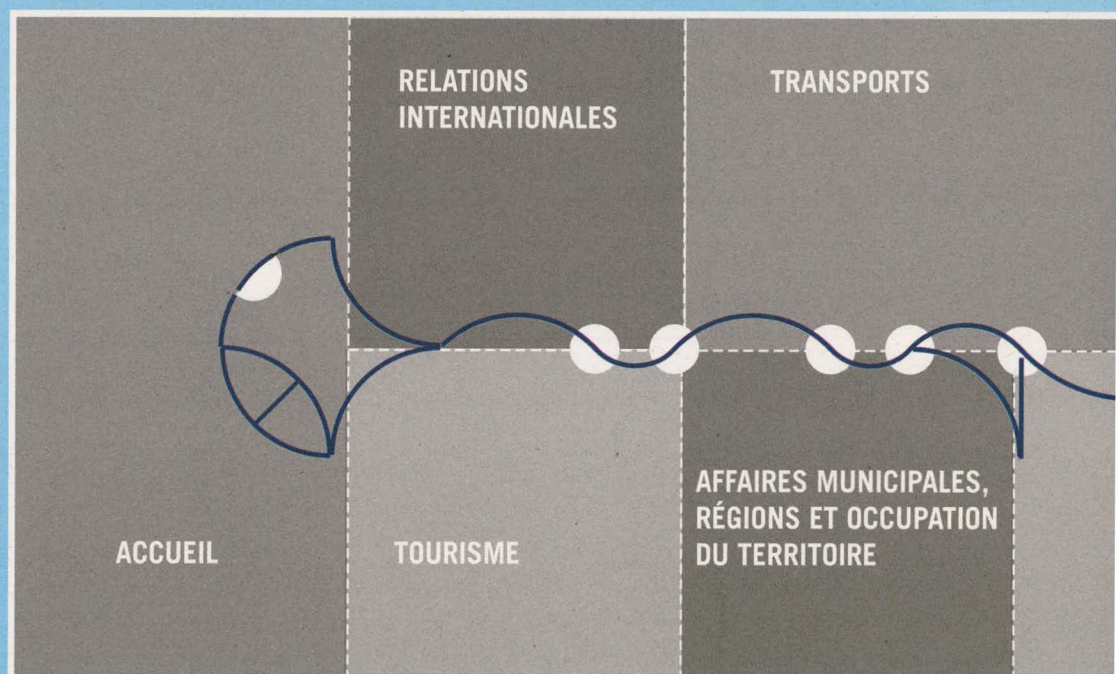 RELATIONS
INTERNATIONALES
TRANSPORTS
ACCUEIL
TOURISME
AFFAIRES MUNICIPALES,
RÉGIONS ET OCCUPATION
DU TERRITOIRE